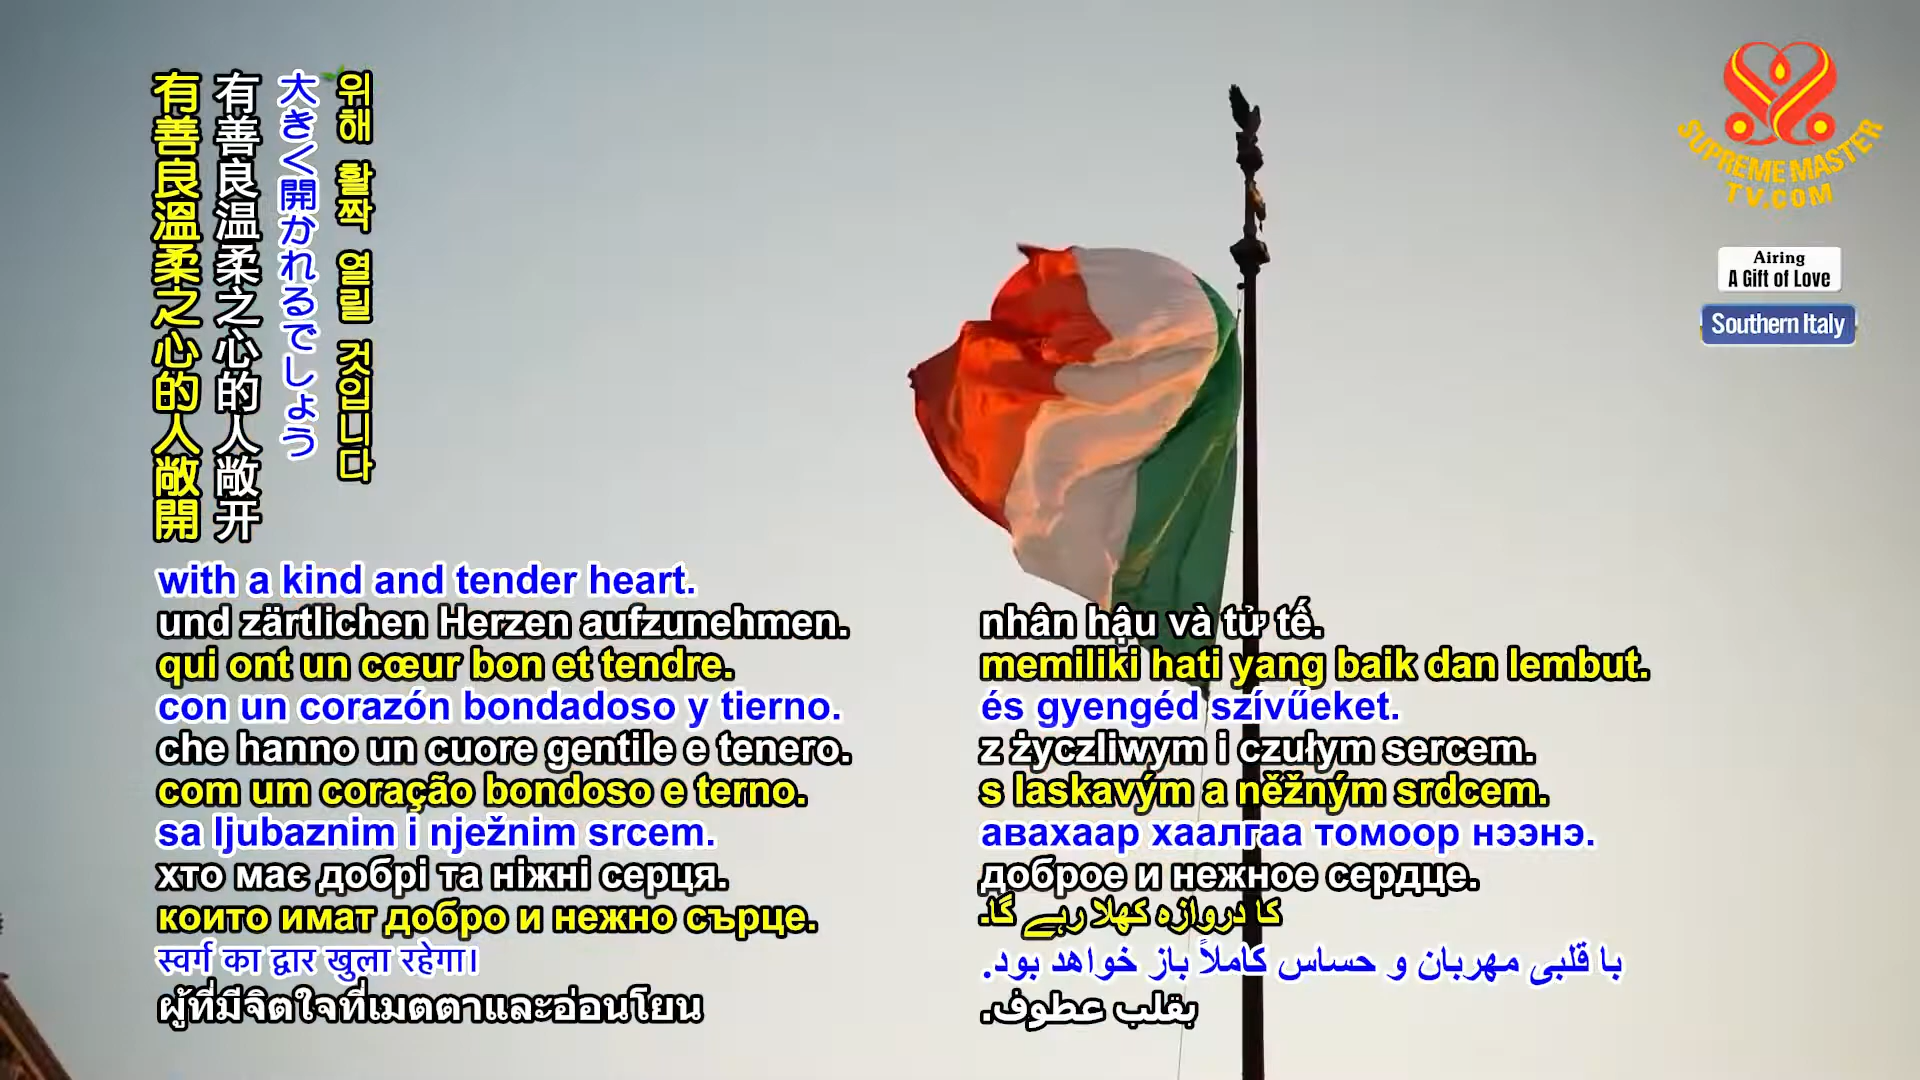 有善良溫柔之心的人敞開
有善良温柔之心的人敞开
大きく開かれるでしょう
위해 활짝 열릴 것입니다
with a kind and tender heart.
und zärtlichen Herzen aufzunehmen.
qui ont un cœur bon et tendre.
con un corazón bondadoso y tierno.
che hanno un cuore gentile e tenero.
com um coração bondoso e terno.
sa ljubaznim i nježnim srcem.
хто має добрі та ніжні серця.
които имат добро и нежно сърце.
स्वर्ग का द्वार खुला रहेगा।
ผู้ที่มีจิตใจที่เมตตาและอ่อนโยน
nhân hậu và tử tế.
memiliki hati yang baik dan lembut.
és gyengéd szívűeket.
z życzliwym i czułym sercem.
s laskavým a něžným srdcem.
авахаар хаалгаа томоор нээнэ.
доброе и нежное сердце.
کا دروازہ کھلا رہے گا۔
با قلبی مهربان و حساس کاملاً باز خواهد بود.
بقلب عطوف.
SUPREME MASTER
TV.COM
Airing
A Gift of Love
Southern Italy